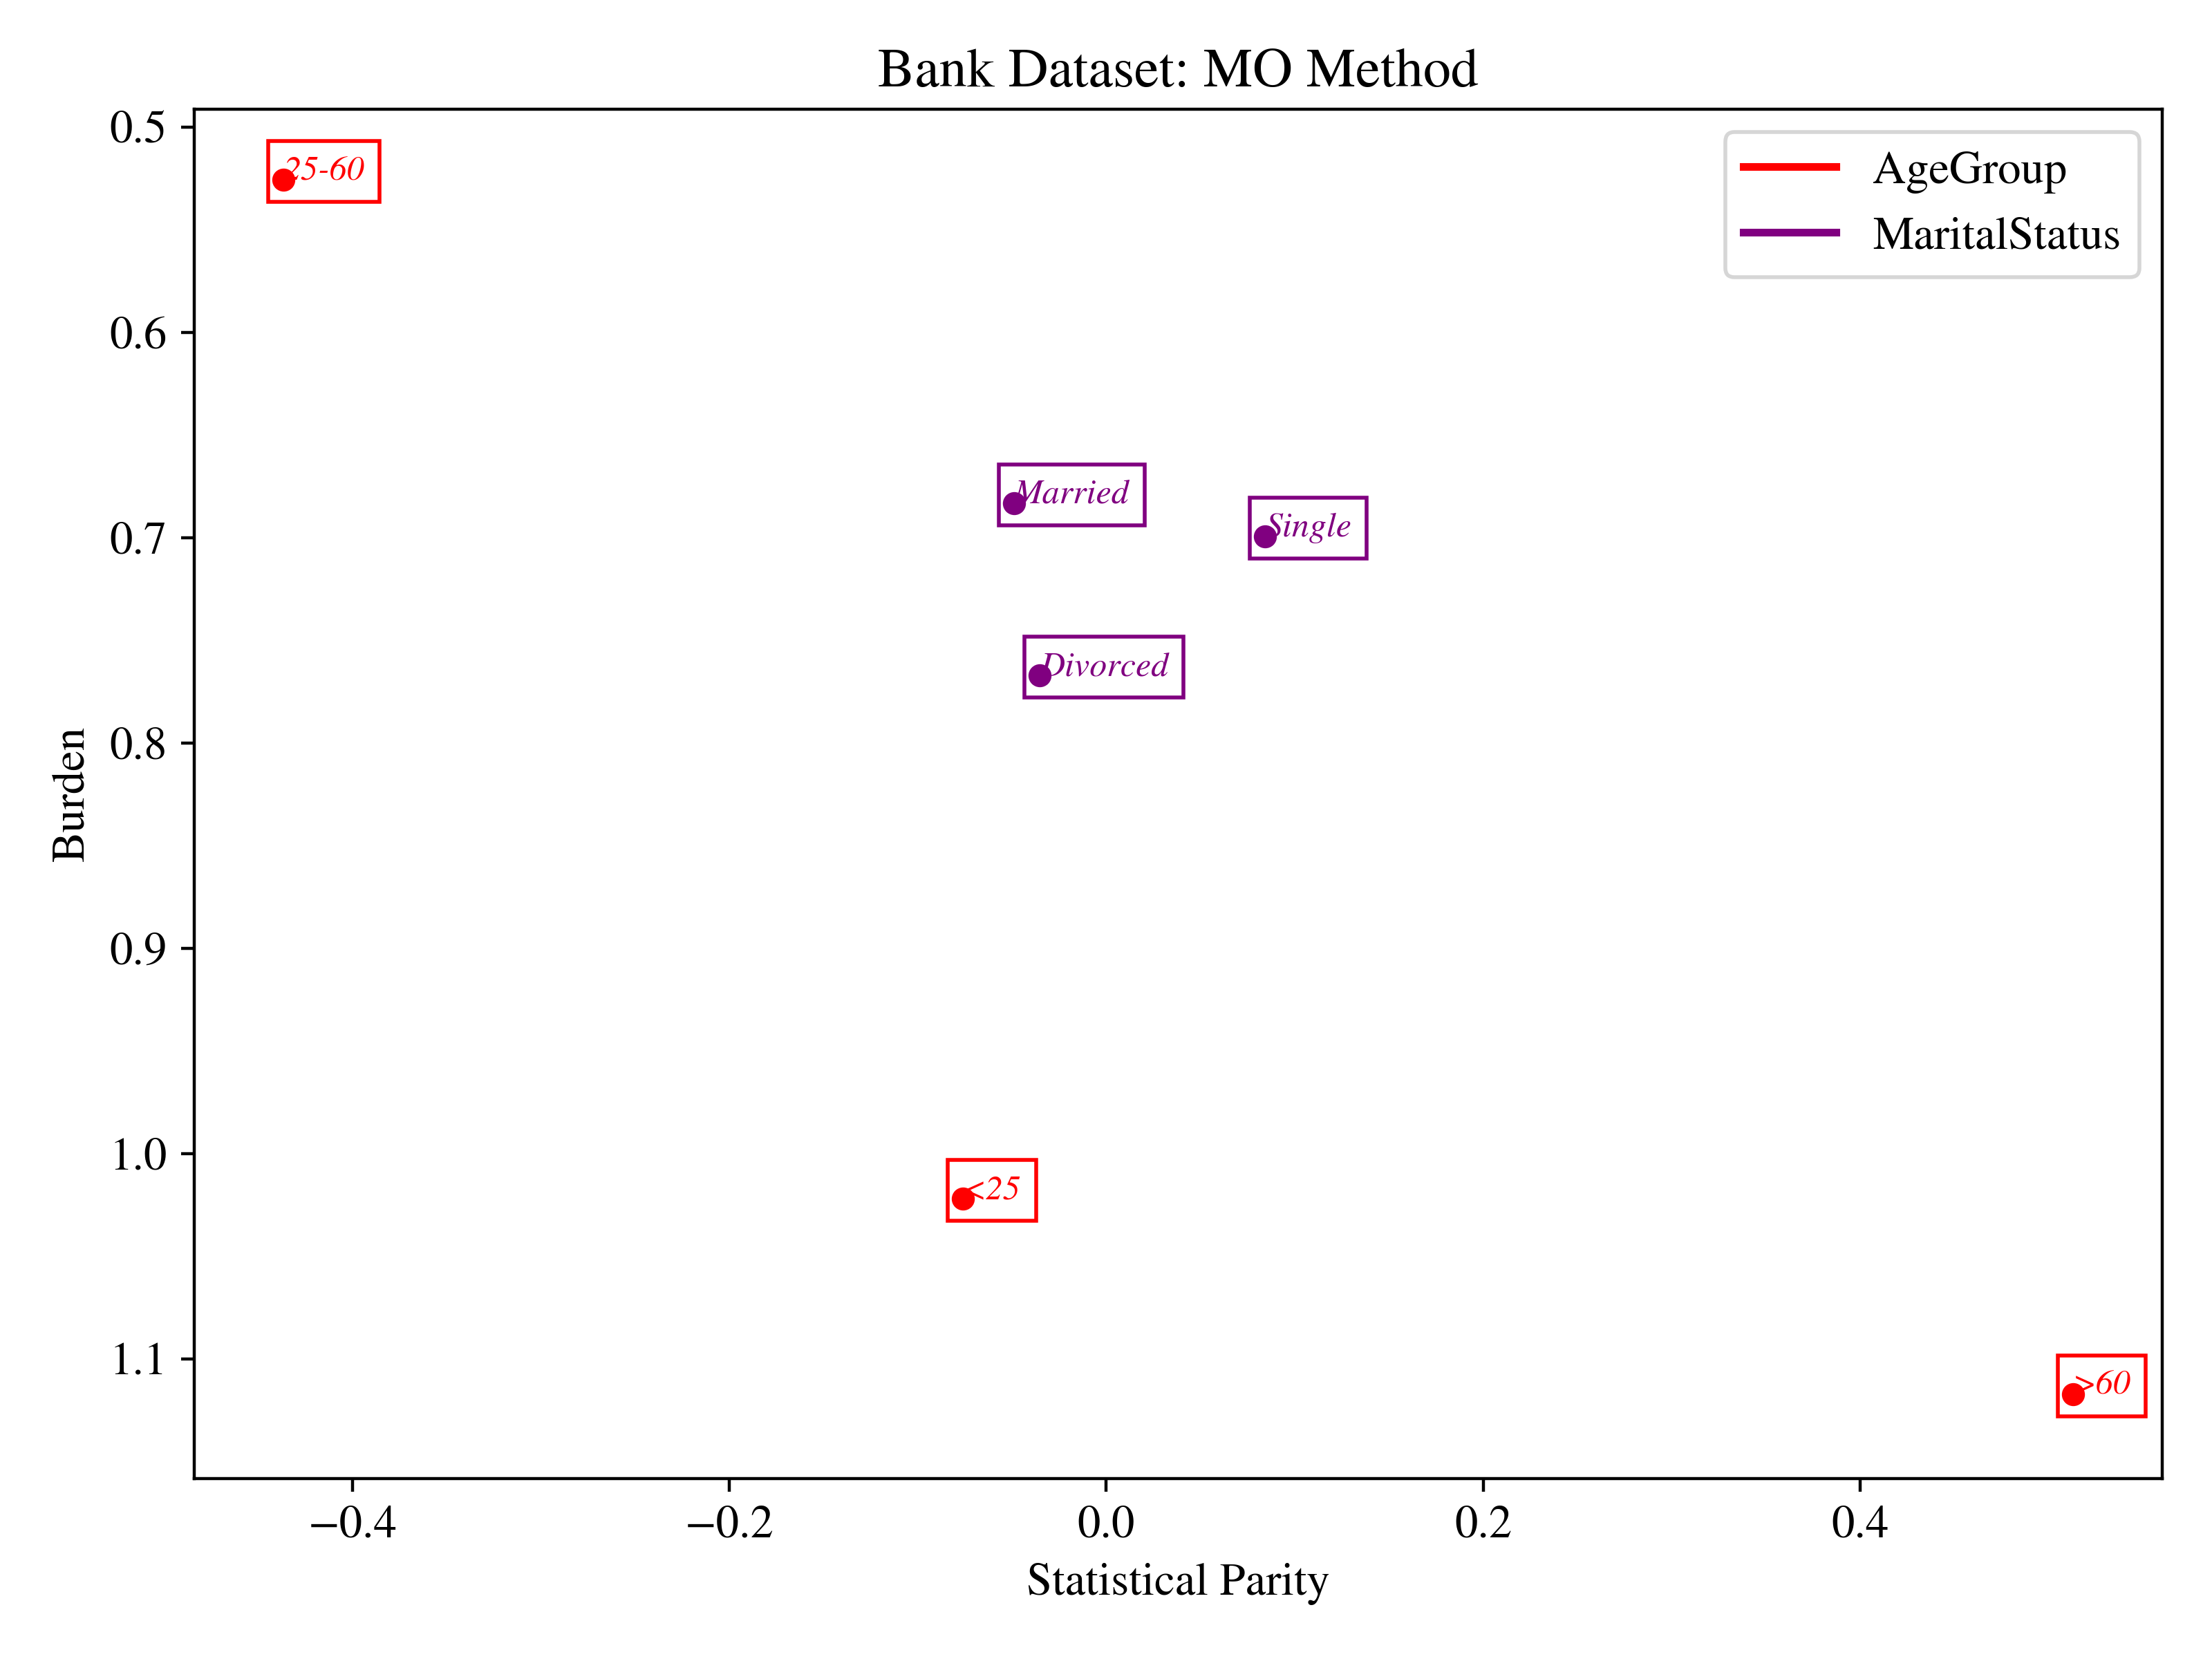 Bank Dataset: MO Method
AgeGroup
MaritalStatus
0.5
0.6
0.7
0.8
0.9
1.0
1.1
Burden
25-60
Married
Single
Divorced
<25
>60
−0.4
−0.2
0.0
0.2
0.4
Statistical Parity